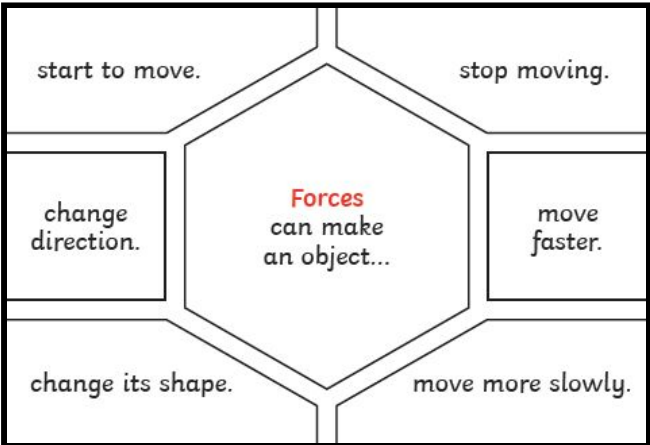 start to move.
stop moving.
change
direction.
Forces
can make
an object...
move
faster.
change its shape.
move more slowly.